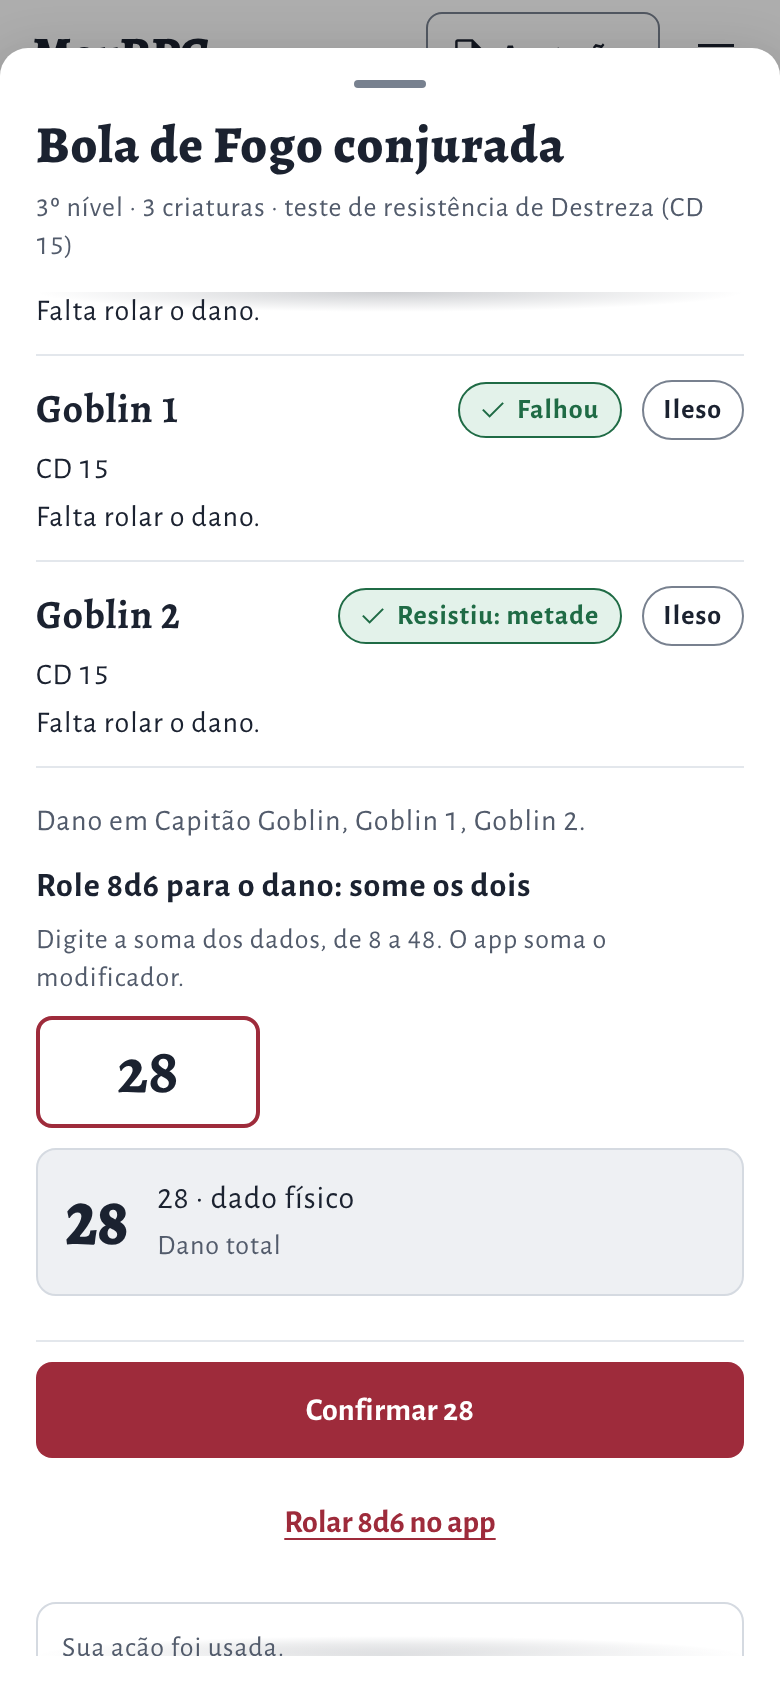 Bola de Fogo conjurada
3º nível · 3 criaturas · teste de resistência de Destreza (CD
15)
Falta rolar o dano.
Goblin 1
Falhou
Ileso
CD 15
Falta rolar o dano.
Goblin 2
Resistiu: metade
Ileso
CD 15
Falta rolar o dano.
Dano em Capitão Goblin, Goblin 1, Goblin 2.
Role 8d6 para o dano: some os dois
Digite a soma dos dados, de 8 a 48. O app soma o
modificador.
28
28
28 · dado físico
Dano total
Confirmar 28
Rolar 8d6 no app
Sua ação foi usada.